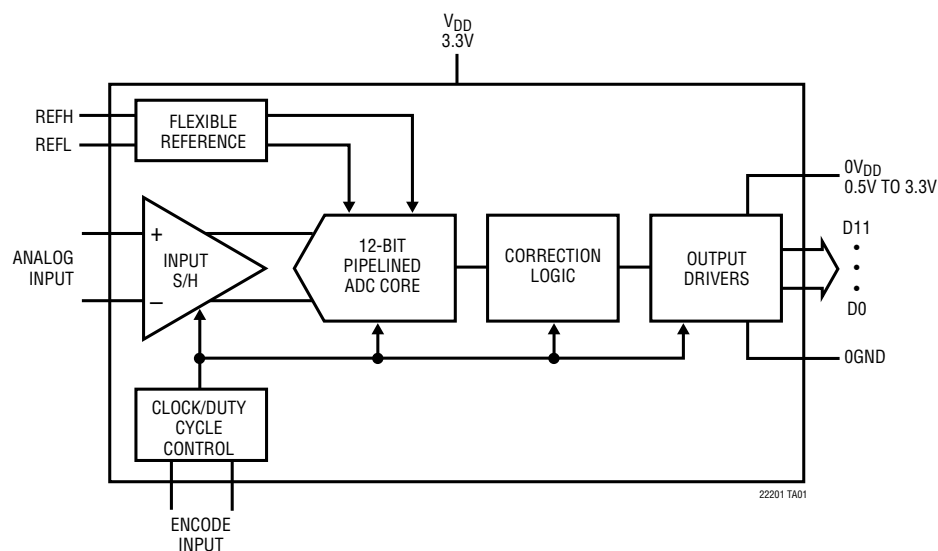 VDD
3.3V
REFH
REFL
FLEXIBLE
REFERENCE
0VDD
0.5V TO 3.3V
ANALOG
INPUT
+
−
INPUT
S/H
12-BIT
PIPELINED
ADC CORE
CORRECTION
LOGIC
OUTPUT
DRIVERS
D11
•
•
•
D0
0GND
CLOCK/DUTY
CYCLE
CONTROL
ENCODE
INPUT
22201 TA01